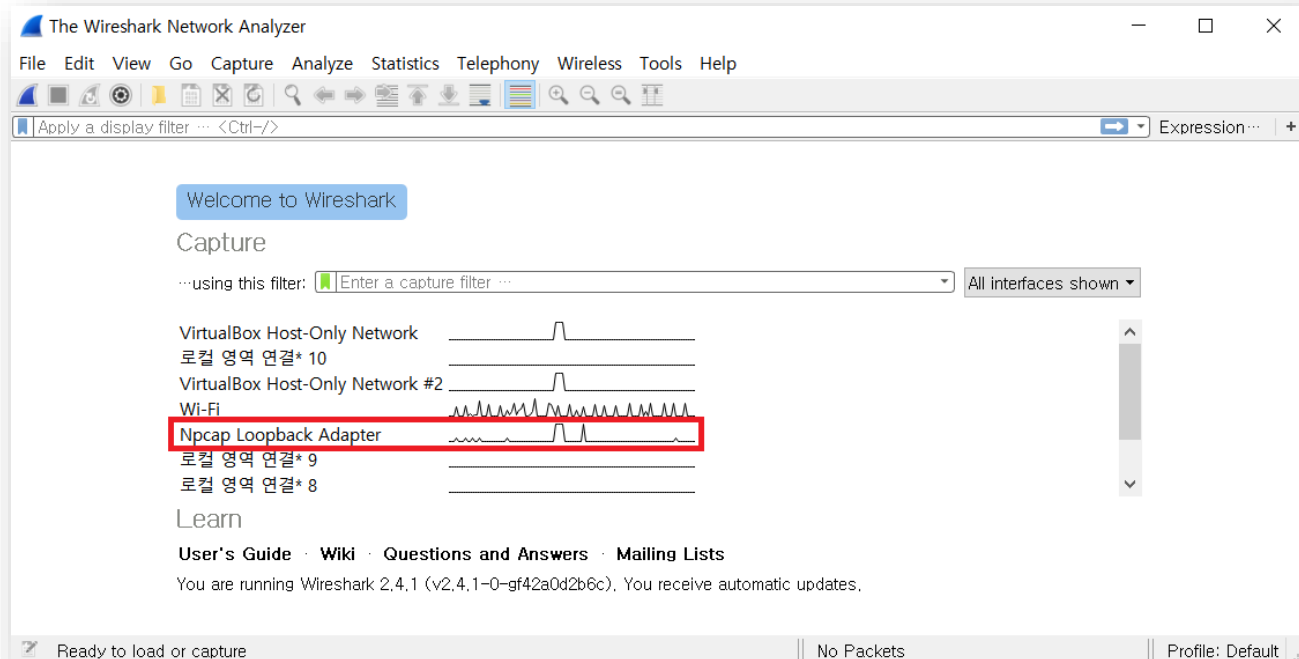 The Wireshark Network Analyzer
File Edit View Go Capture Analyze Statistics Telephony Wireless Tools Help
Apply a display filter ··· <Ctrl-/> Expression··· +
Welcome to Wireshark
Capture
···using this filter: Enter a capture filter ··· All interfaces shown
VirtualBox Host-Only Network
로컬 영역 연결* 10
VirtualBox Host-Only Network #2
Wi-Fi
Npcap Loopback Adapter
로컬 영역 연결* 9
로컬 영역 연결* 8
Learn
User's Guide · Wiki · Questions and Answers · Mailing Lists
You are running Wireshark 2.4.1 (v2.4.1-0-gf42a0d2b6c). You receive automatic updates.
Ready to load or capture No Packets Profile: Default